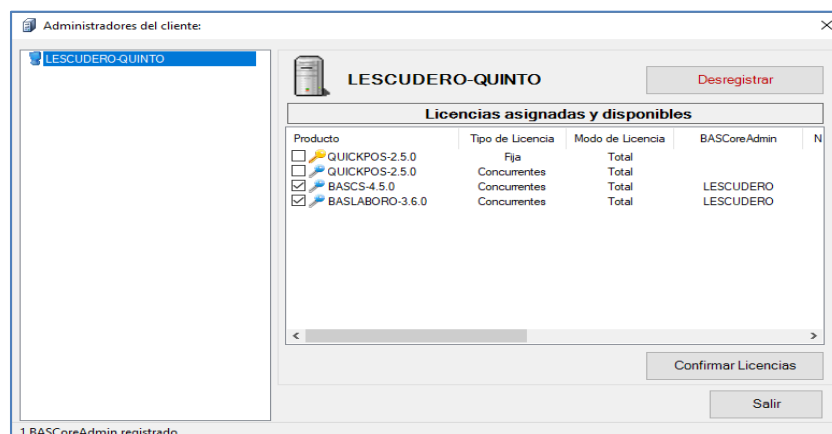 Administradores del cliente:
LESCUDERO-QUINTO
LESCUDERO-QUINTO
Desregistrar
Licencias asignadas y disponibles
Producto Tipo de Licencia Modo de Licencia BASCoreAdmin N
QUICKPOS-2.5.0 Fija Total
QUICKPOS-2.5.0 Concurrentes Total
BASCS-4.5.0 Concurrentes Total LESCUDERO
BASLABORO-3.6.0 Concurrentes Total LESCUDERO
Confirmar Licencias
Salir
1 BASCoreAdmin registrado